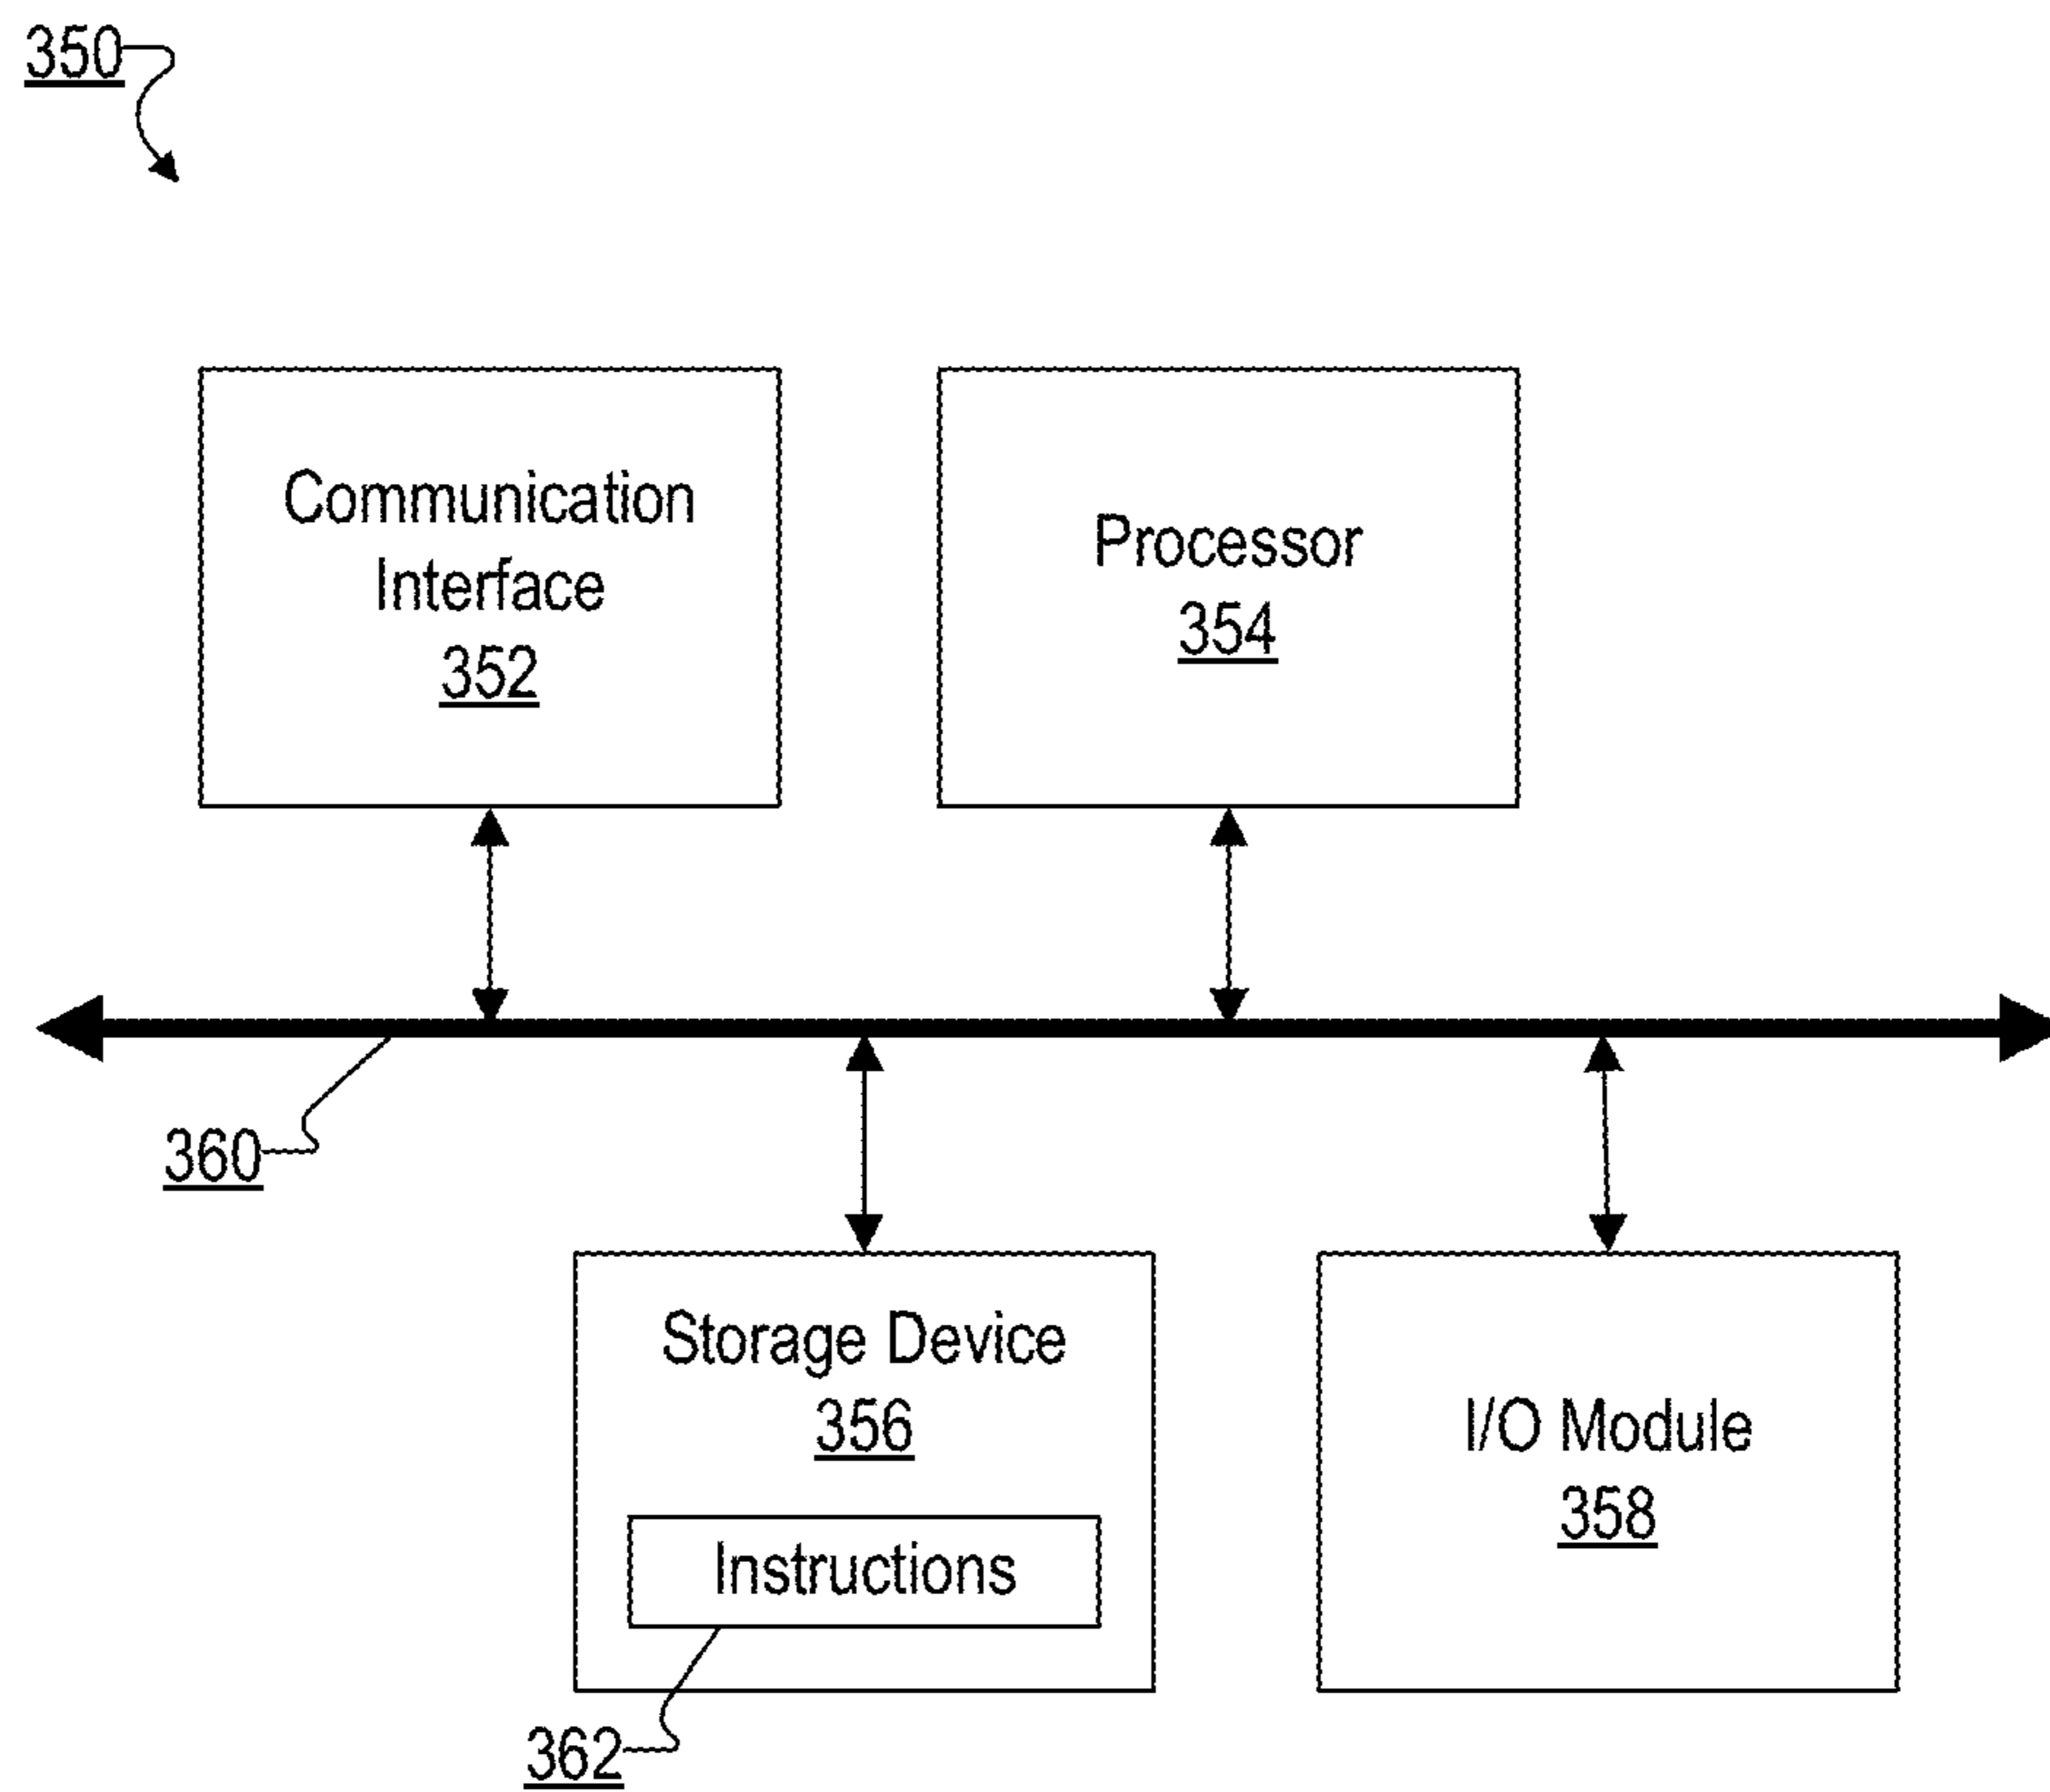 350
Communication
Interface
352
Processor
354
360
Storage Device
356
Instructions
362
I/O Module
358